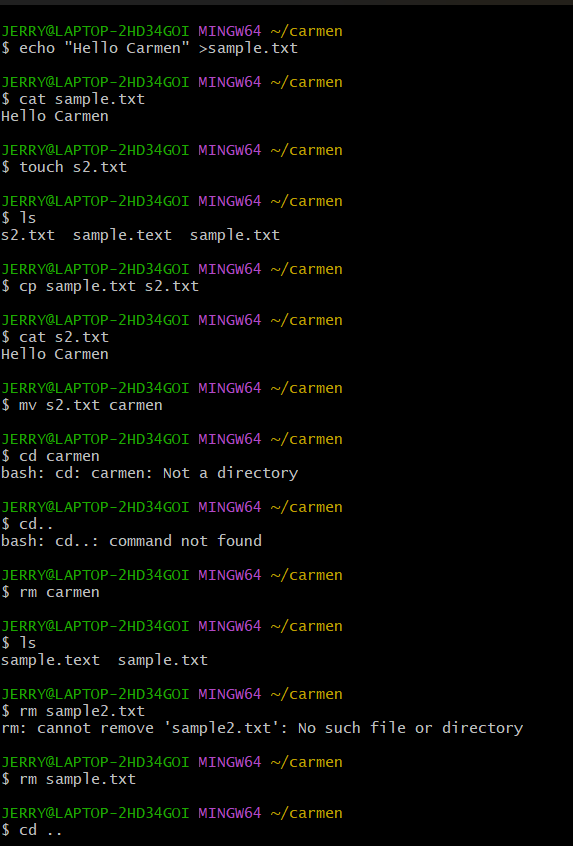 JERRY@LAPTOP-2HD34GOI MINGW64 ~/carmen
$ echo "Hello Carmen" >sample.txt
JERRY@LAPTOP-2HD34GOI MINGW64 ~/carmen
$ cat sample.txt
Hello Carmen
JERRY@LAPTOP-2HD34GOI MINGW64 ~/carmen
$ touch s2.txt
JERRY@LAPTOP-2HD34GOI MINGW64 ~/carmen
$ ls
s2.txt  sample.text  sample.txt
JERRY@LAPTOP-2HD34GOI MINGW64 ~/carmen
$ cp sample.txt s2.txt
JERRY@LAPTOP-2HD34GOI MINGW64 ~/carmen
$ cat s2.txt
Hello Carmen
JERRY@LAPTOP-2HD34GOI MINGW64 ~/carmen
$ mv s2.txt carmen
JERRY@LAPTOP-2HD34GOI MINGW64 ~/carmen
$ cd carmen
bash: cd: carmen: Not a directory
JERRY@LAPTOP-2HD34GOI MINGW64 ~/carmen
$ cd..
bash: cd..: command not found
JERRY@LAPTOP-2HD34GOI MINGW64 ~/carmen
$ rm carmen
JERRY@LAPTOP-2HD34GOI MINGW64 ~/carmen
$ ls
sample.text  sample.txt
JERRY@LAPTOP-2HD34GOI MINGW64 ~/carmen
$ rm sample2.txt
rm: cannot remove 'sample2.txt': No such file or directory
JERRY@LAPTOP-2HD34GOI MINGW64 ~/carmen
$ rm sample.txt
JERRY@LAPTOP-2HD34GOI MINGW64 ~/carmen
$ cd ..